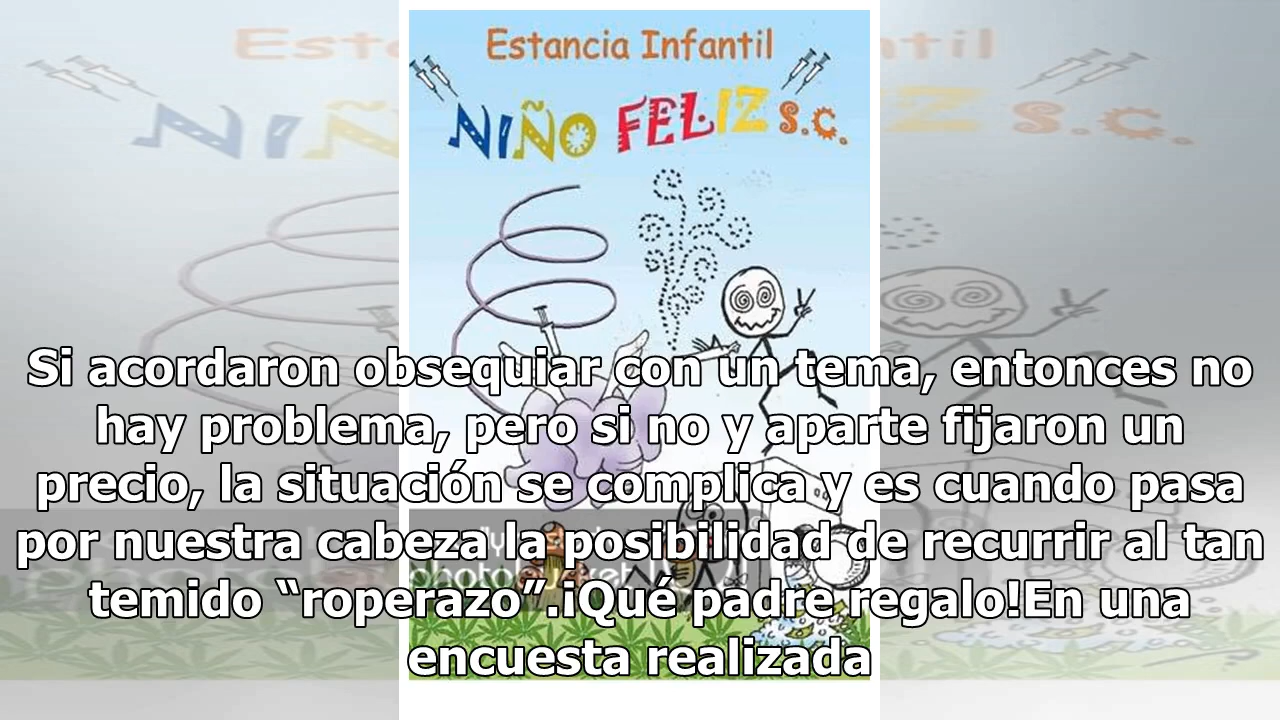 Estancia Infantil
NIÑO FELIZ S.C.
Si acordaron obsequiar con un tema, entonces no
hay problema, pero si no y aparte fijaron un
precio, la situación se complica y es cuando pasa
por nuestra cabeza la posibilidad de recurrir al tan
temido “roperazo”.¡Qué padre regalo!En una
encuesta realizada
photobucket